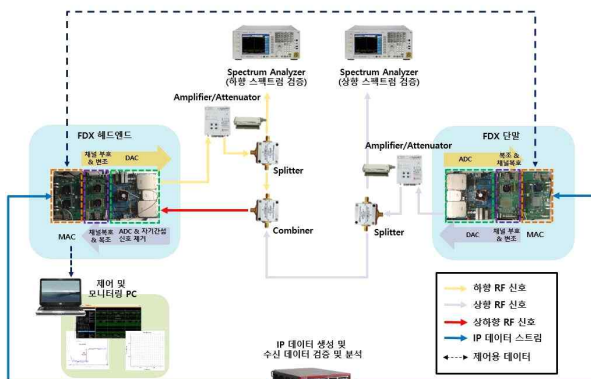 Spectrum Analyzer
(하향 스펙트럼 검증)
Spectrum Analyzer
(상향 스펙트럼 검증)
Amplifier/Attenuator
Splitter
Combiner
Amplifier/Attenuator
Splitter
FDX 헤드엔드
채널 부호
& 변조
DAC
MAC
채널복호
& 복조
ADC & 자기간섭
신호 제거
FDX 단말
ADC
복조 &
채널복호
DAC
채널 부호
& 변조
MAC
제어 및
모니터링 PC
IP 데이터 생성 및
수신 데이터 검증 및 분석
하향 RF 신호
상향 RF 신호
상하향 RF 신호
IP 데이터 스트림
제어용 데이터